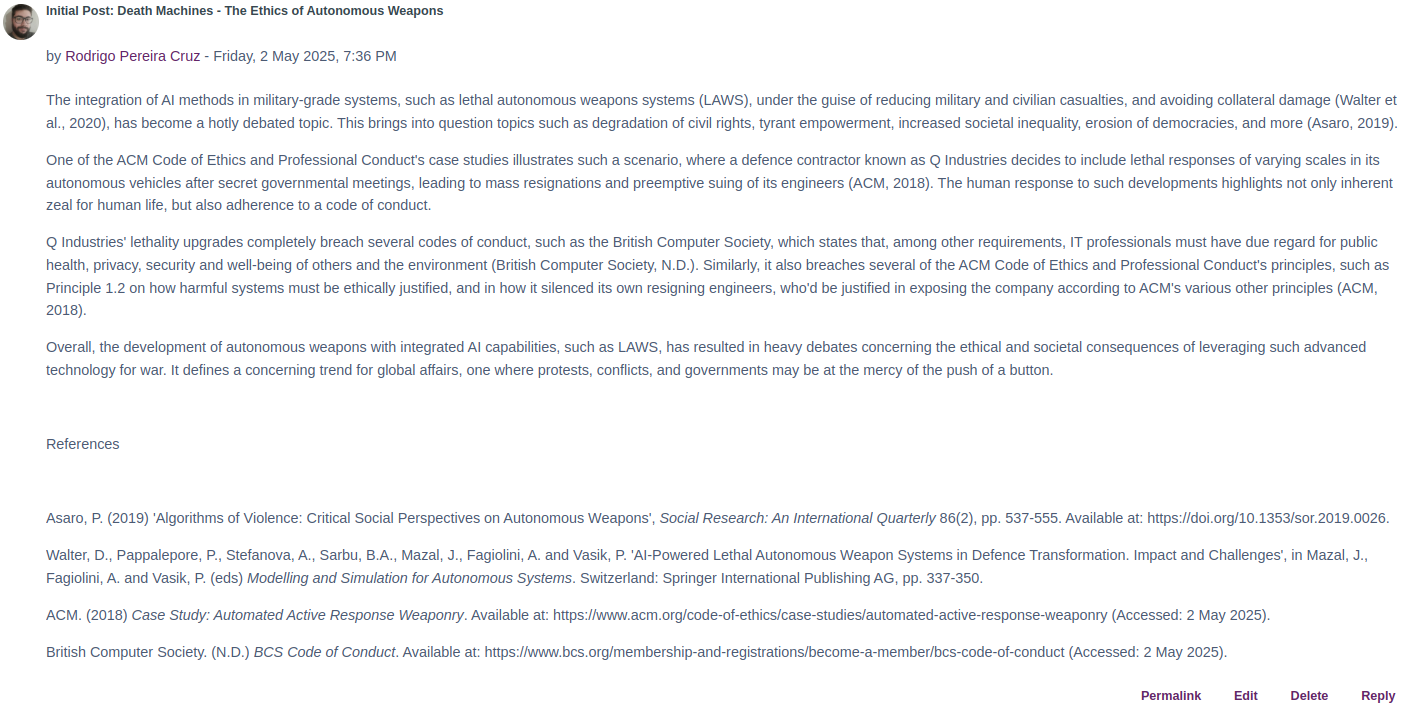 Initial Post: Death Machines - The Ethics of Autonomous Weapons
by Rodrigo Pereira Cruz - Friday, 2 May 2025, 7:36 PM
The integration of AI methods in military-grade systems, such as lethal autonomous weapons systems (LAWS), under the guise of reducing military and civilian casualties, and avoiding collateral damage (Walter et
al., 2020), has become a hotly debated topic. This brings into question topics such as degradation of civil rights, tyrant empowerment, increased societal inequality, erosion of democracies, and more (Asaro, 2019).
One of the ACM Code of Ethics and Professional Conduct's case studies illustrates such a scenario, where a defence contractor known as Q Industries decides to include lethal responses of varying scales in its
autonomous vehicles after secret governmental meetings, leading to mass resignations and preemptive suing of its engineers (ACM, 2018). The human response to such developments highlights not only inherent
zeal for human life, but also adherence to a code of conduct.
Q Industries' lethality upgrades completely breach several codes of conduct, such as the British Computer Society, which states that, among other requirements, IT professionals must have due regard for public
health, privacy, security and well-being of others and the environment (British Computer Society, N.D.). Similarly, it also breaches several of the ACM Code of Ethics and Professional Conduct's principles, such as
Principle 1.2 on how harmful systems must be ethically justified, and in how it silenced its own resigning engineers, who'd be justified in exposing the company according to ACM's various other principles (ACM,
2018).
Overall, the development of autonomous weapons with integrated AI capabilities, such as LAWS, has resulted in heavy debates concerning the ethical and societal consequences of leveraging such advanced
technology for war. It defines a concerning trend for global affairs, one where protests, conflicts, and governments may be at the mercy of the push of a button.
References
Asaro, P. (2019) 'Algorithms of Violence: Critical Social Perspectives on Autonomous Weapons', Social Research: An International Quarterly 86(2), pp. 537-555. Available at: https://doi.org/10.1353/sor.2019.0026.
Walter, D., Pappalepore, P., Stefanova, A., Sarbu, B.A., Mazal, J., Fagiolini, A. and Vasik, P. 'AI-Powered Lethal Autonomous Weapon Systems in Defence Transformation. Impact and Challenges', in Mazal, J.,
Fagiolini, A. and Vasik, P. (eds) Modelling and Simulation for Autonomous Systems. Switzerland: Springer International Publishing AG, pp. 337-350.
ACM. (2018) Case Study: Automated Active Response Weaponry. Available at: https://www.acm.org/code-of-ethics/case-studies/automated-active-response-weaponry (Accessed: 2 May 2025).
British Computer Society. (N.D.) BCS Code of Conduct. Available at: https://www.bcs.org/membership-and-registrations/become-a-member/bcs-code-of-conduct (Accessed: 2 May 2025).
Permalink Edit Delete Reply